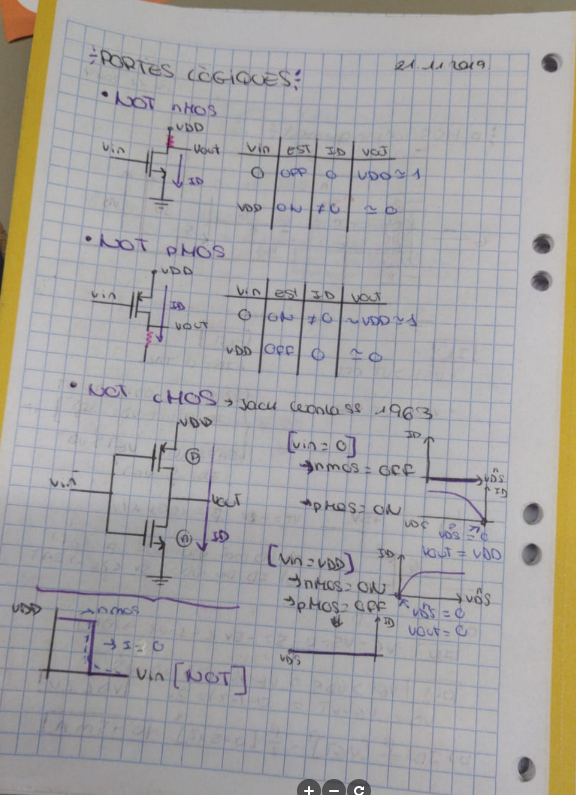 ÷PORTES LÒGIQUES÷
21 11 2019
• NOT nMOS
VDD
Vin
Vout
ID
Vin EST ID VOUT
0 OFF 0 VDD≃1
VDD ON ≠0 ≃0
• NOT pMOS
VDD
Vin
ID
VOUT
Vin est ID Vout
0 ON ≠0 ~VDD≃1
VDD OFF 0 ≃0
• NOT CMOS → 1963
VDD
Vin
Vout
ID
[Vin=0]
→nmos = OFF
ID
VDS
→pMOS = ON
ID
VDS
VDS = 0
Vout = VDD
[Vin=VDD]
→nMOS= ON
→pMOS= OFF
ID
VDS
VDS = 0
VOUT = 0
ID
VDS
VDD
nmos
→ I = 0
Vin [NOT]